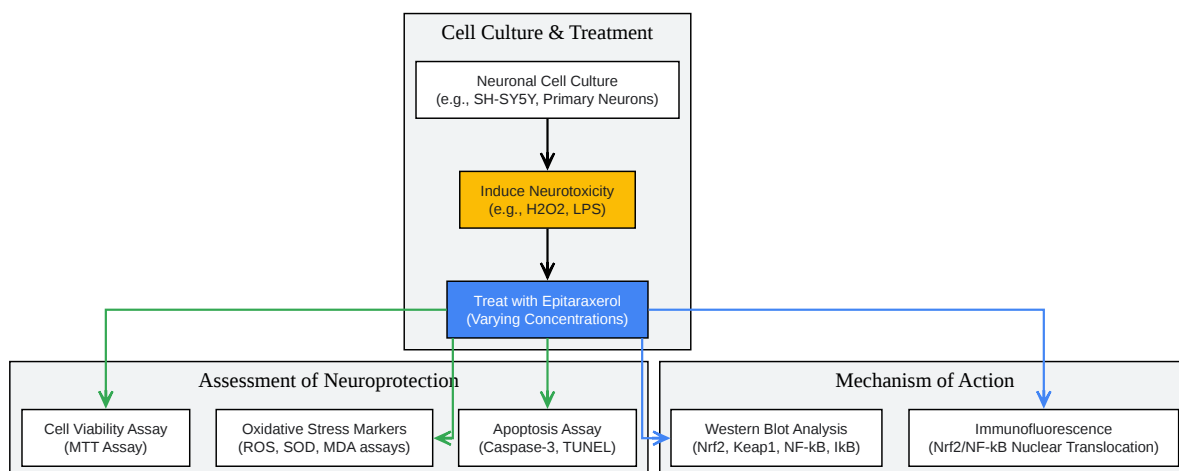 Cell Culture & Treatment
Neuronal Cell Culture
(e.g., SH-SY5Y, Primary Neurons)
Induce Neurotoxicity
(e.g., H2O2, LPS)
Treat with Epitaraxerol
(Varying Concentrations)
Assessment of Neuroprotection
Cell Viability Assay
(MTT Assay)
Oxidative Stress Markers
(ROS, SOD, MDA assays)
Apoptosis Assay
(Caspase-3, TUNEL)
Mechanism of Action
Western Blot Analysis
(Nrf2, Keap1, NF-kB, IkB)
Immunofluorescence
(Nrf2/NF-kB Nuclear Translocation)